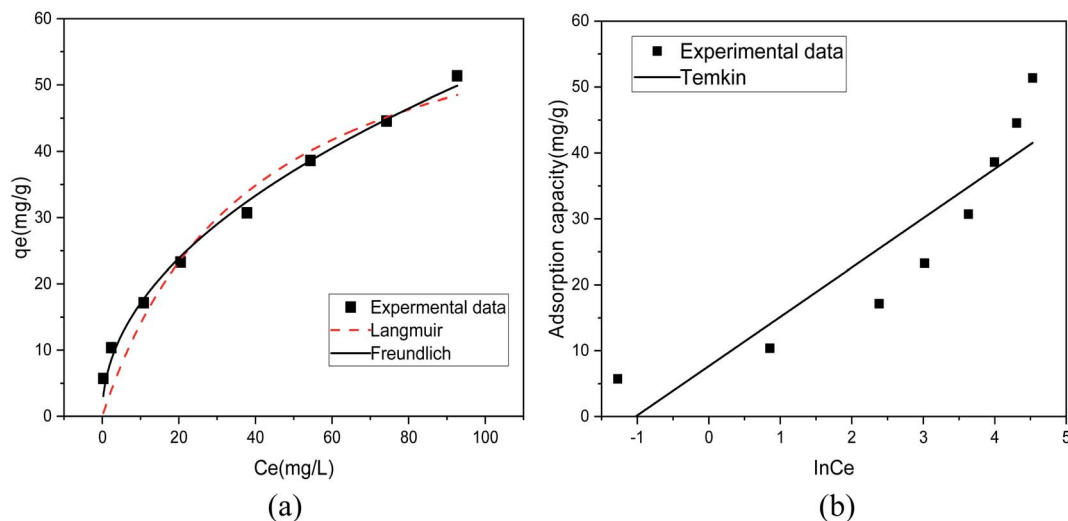 60
50
40
30
20
10
0
qe(mg/g)
Expermental data
Langmuir
Freundlich
0 20 40 60 80 100
Ce(mg/L)
(a)
60
50
40
30
20
10
0
Adsorption capacity(mg/g)
Experimental data
Temkin
-1 0 1 2 3 4 5
lnCe
(b)